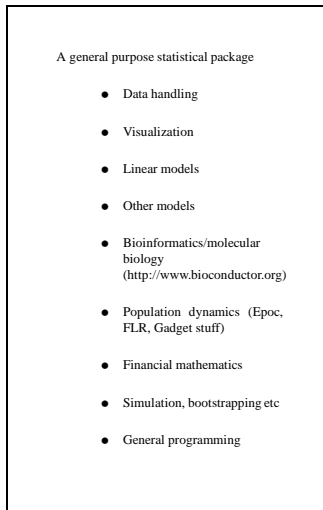 A general purpose statistical package
● Data handling
● Visualization
● Linear models
● Other models
● Bioinformatics/molecular
biology
(http://www.bioconductor.org)
● Population dynamics (Epoc,
FLR, Gadget stuff)
● Financial mathematics
● Simulation, bootstrapping etc
● General programming